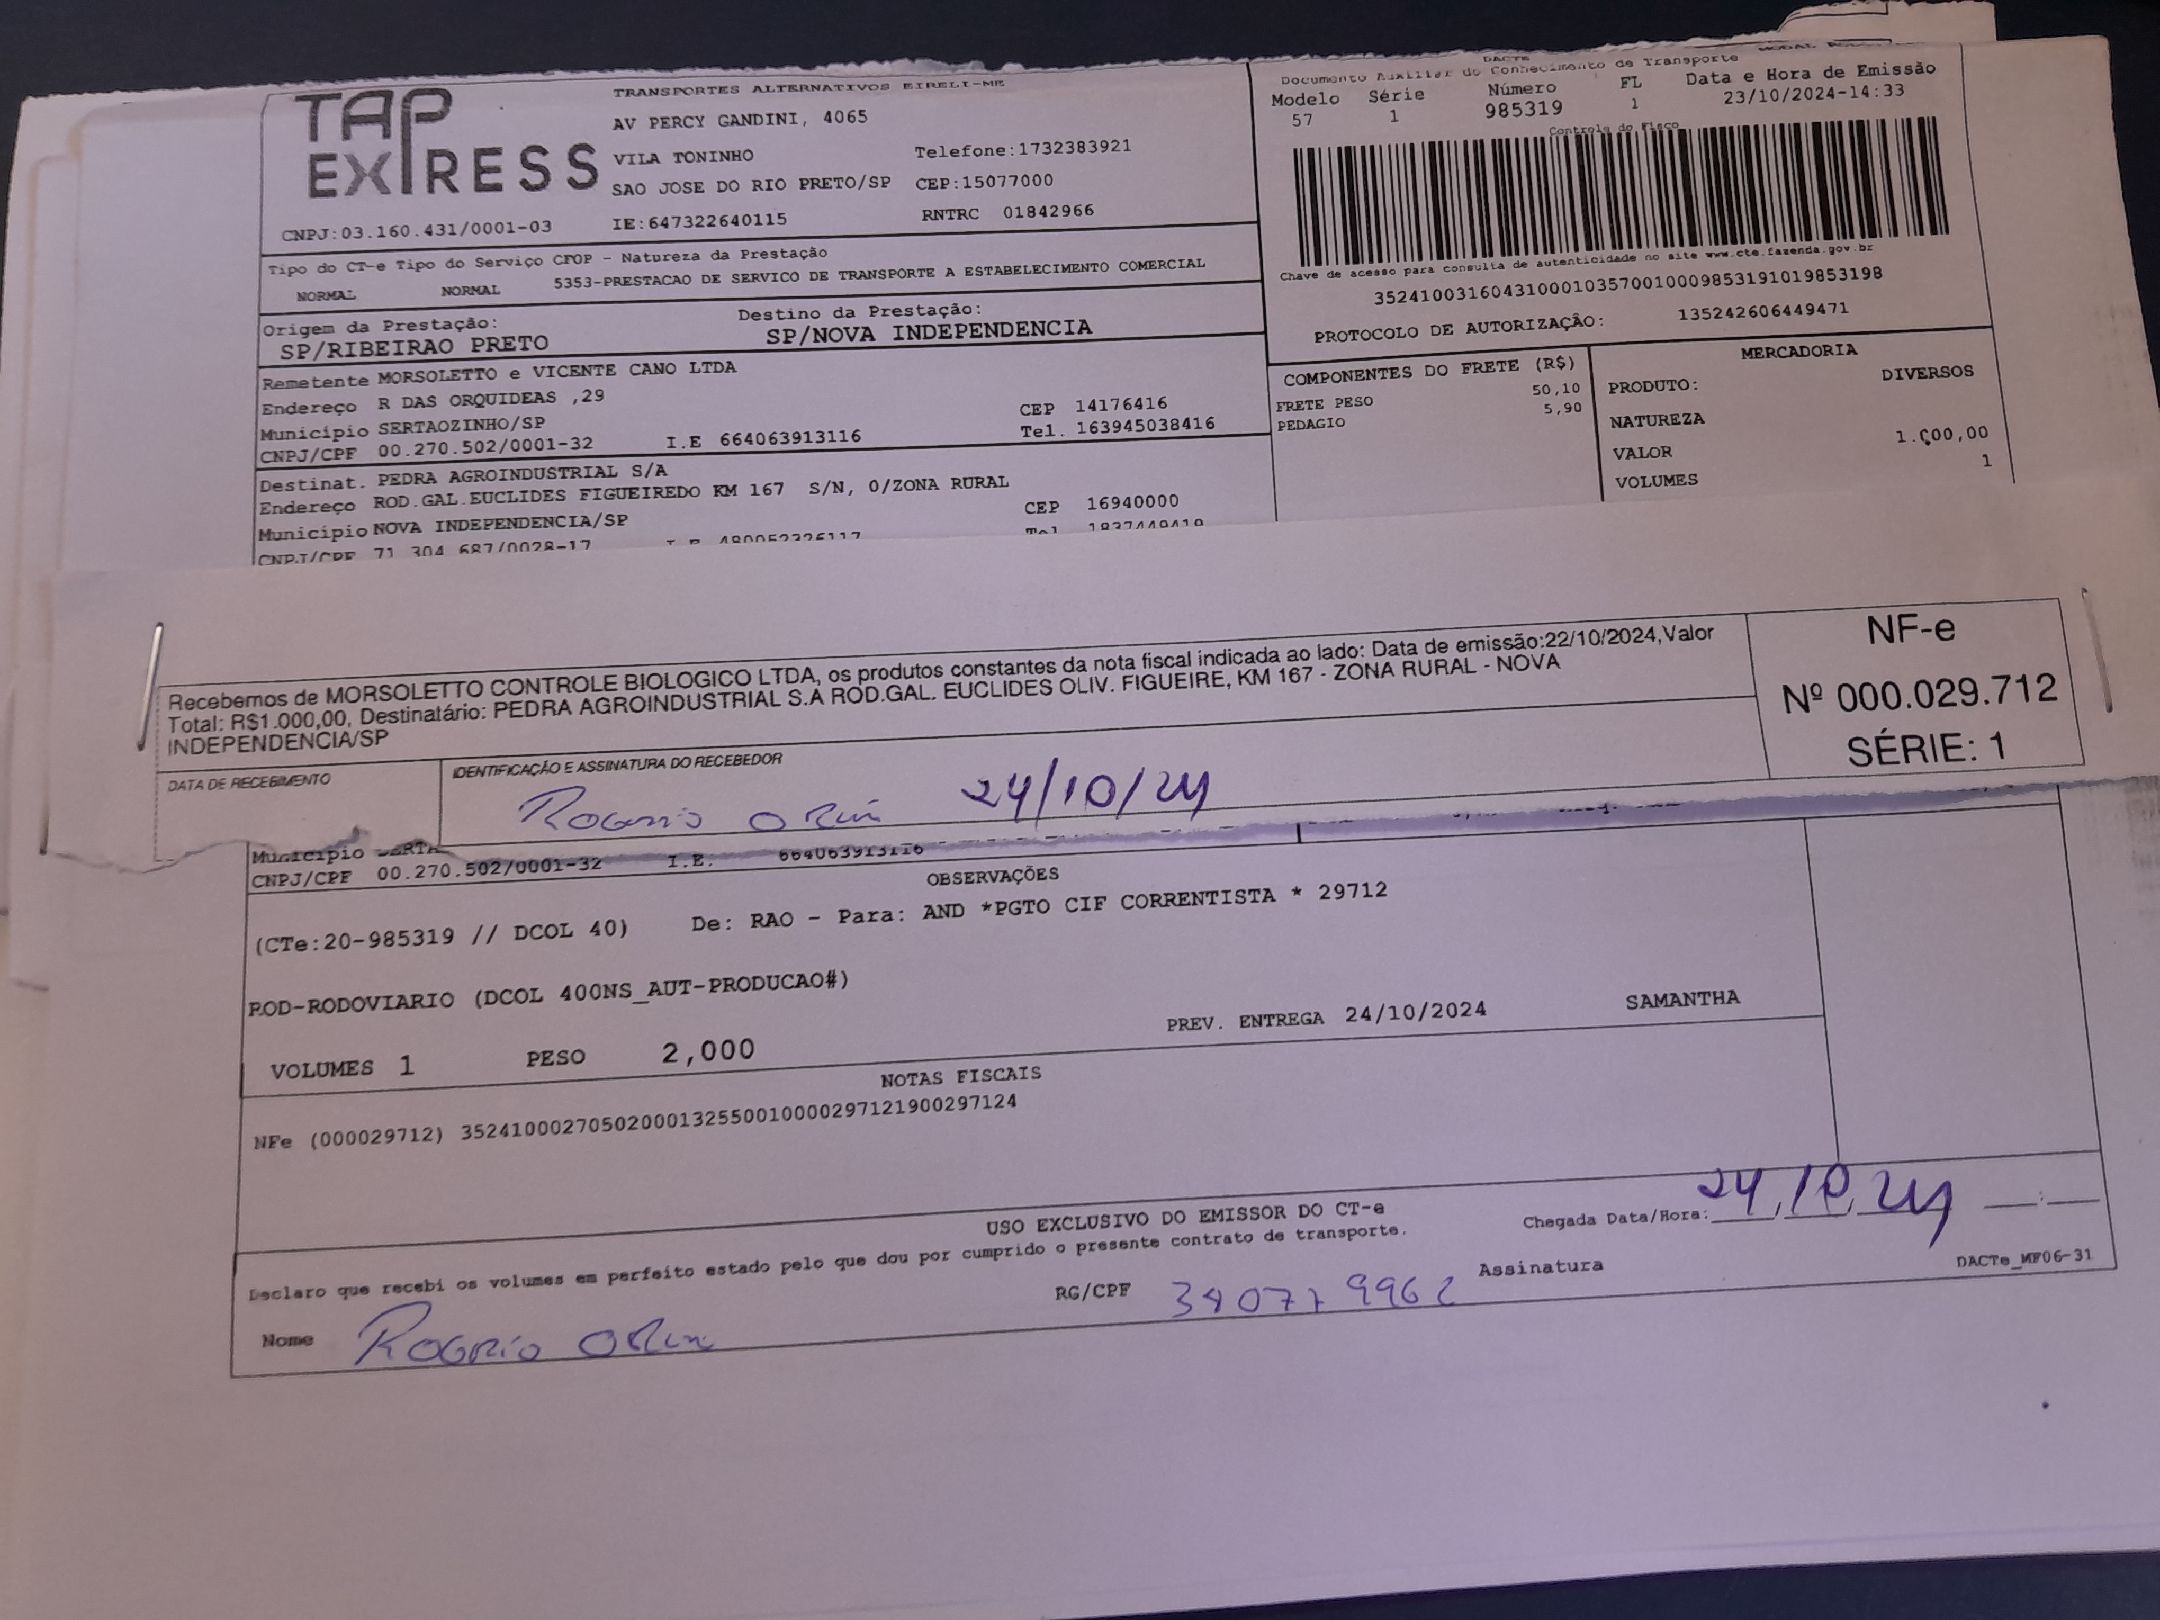 TAP
EXPRESS
TRANSPORTES ALTERNATIVOS EIRELI-ME
AV PERCY GANDINI, 4065
VILA TONINHO Telefone:1732383921
SAO JOSE DO RIO PRETO/SP CEP:15077000
CNPJ:03.160.431/0001-03 IE:647322640115 RNTRC 01842966
DACTE
Documento Auxiliar do Conhecimento de Transporte
Modelo Série Número FL Data e Hora de Emissão
57 1 985319 1 23/10/2024-14:33
Controle do Fisco
Chave de acesso para consulta de autenticidade no site www.cte.fazenda.gov.br
35241003160431000103570010009853191019853198
PROTOCOLO DE AUTORIZAÇÃO: 135242606449471
Tipo do CT-e Tipo do Serviço CFOP - Natureza da Prestação
NORMAL NORMAL 5353-PRESTACAO DE SERVICO DE TRANSPORTE A ESTABELECIMENTO COMERCIAL
Origem da Prestação: Destino da Prestação:
SP/RIBEIRAO PRETO SP/NOVA INDEPENDENCIA
Remetente MORSOLETTO e VICENTE CANO LTDA
Endereço R DAS ORQUIDEAS ,29
Município SERTAOZINHO/SP CEP 14176416
CNPJ/CPF 00.270.502/0001-32 I.E 664063913116 Tel. 163945038416
Destinat. PEDRA AGROINDUSTRIAL S/A
Endereço ROD.GAL.EUCLIDES FIGUEIREDO KM 167 S/N, 0/ZONA RURAL
Município NOVA INDEPENDENCIA/SP CEP 16940000
CNPJ/CPF 71 304 687/0028-17 I E 480052326117 Tel 1837449419
COMPONENTES DO FRETE (R$)
FRETE PESO 50,10
PEDAGIO 5,90
MERCADORIA
PRODUTO: DIVERSOS
NATUREZA
VALOR 1.000,00
VOLUMES 1
Recebemos de MORSOLETTO CONTROLE BIOLOGICO LTDA, os produtos constantes da nota fiscal indicada ao lado: Data de emissão:22/10/2024,Valor
Total: R$1.000,00, Destinatário: PEDRA AGROINDUSTRIAL S.A ROD.GAL. EUCLIDES OLIV. FIGUEIRE, KM 167 - ZONA RURAL - NOVA
INDEPENDENCIA/SP
NF-e
Nº 000.029.712
SÉRIE: 1
DATA DE RECEBIMENTO IDENTIFICAÇÃO E ASSINATURA DO RECEBEDOR
24/10/24
Município
CNPJ/CPF 00.270.502/0001-32 I.E. 664063913116
OBSERVAÇÕES
(CTe:20-985319 // DCOL 40) De: RAO - Para: AND *PGTO CIF CORRENTISTA * 29712
ROD-RODOVIARIO (DCOL 400NS_AUT-PRODUCAO#)
PREV. ENTREGA 24/10/2024 SAMANTHA
VOLUMES 1 PESO 2,000
NOTAS FISCAIS
NFe (000029712) 35241000270502000132550010000297121900297124
USO EXCLUSIVO DO EMISSOR DO CT-e
Declaro que recebi os volumes em perfeito estado pelo que dou por cumprido o presente contrato de transporte.
Chegada Data/Hora: 24/10/24 :
Nome RG/CPF Assinatura
DACTe_MF06-31